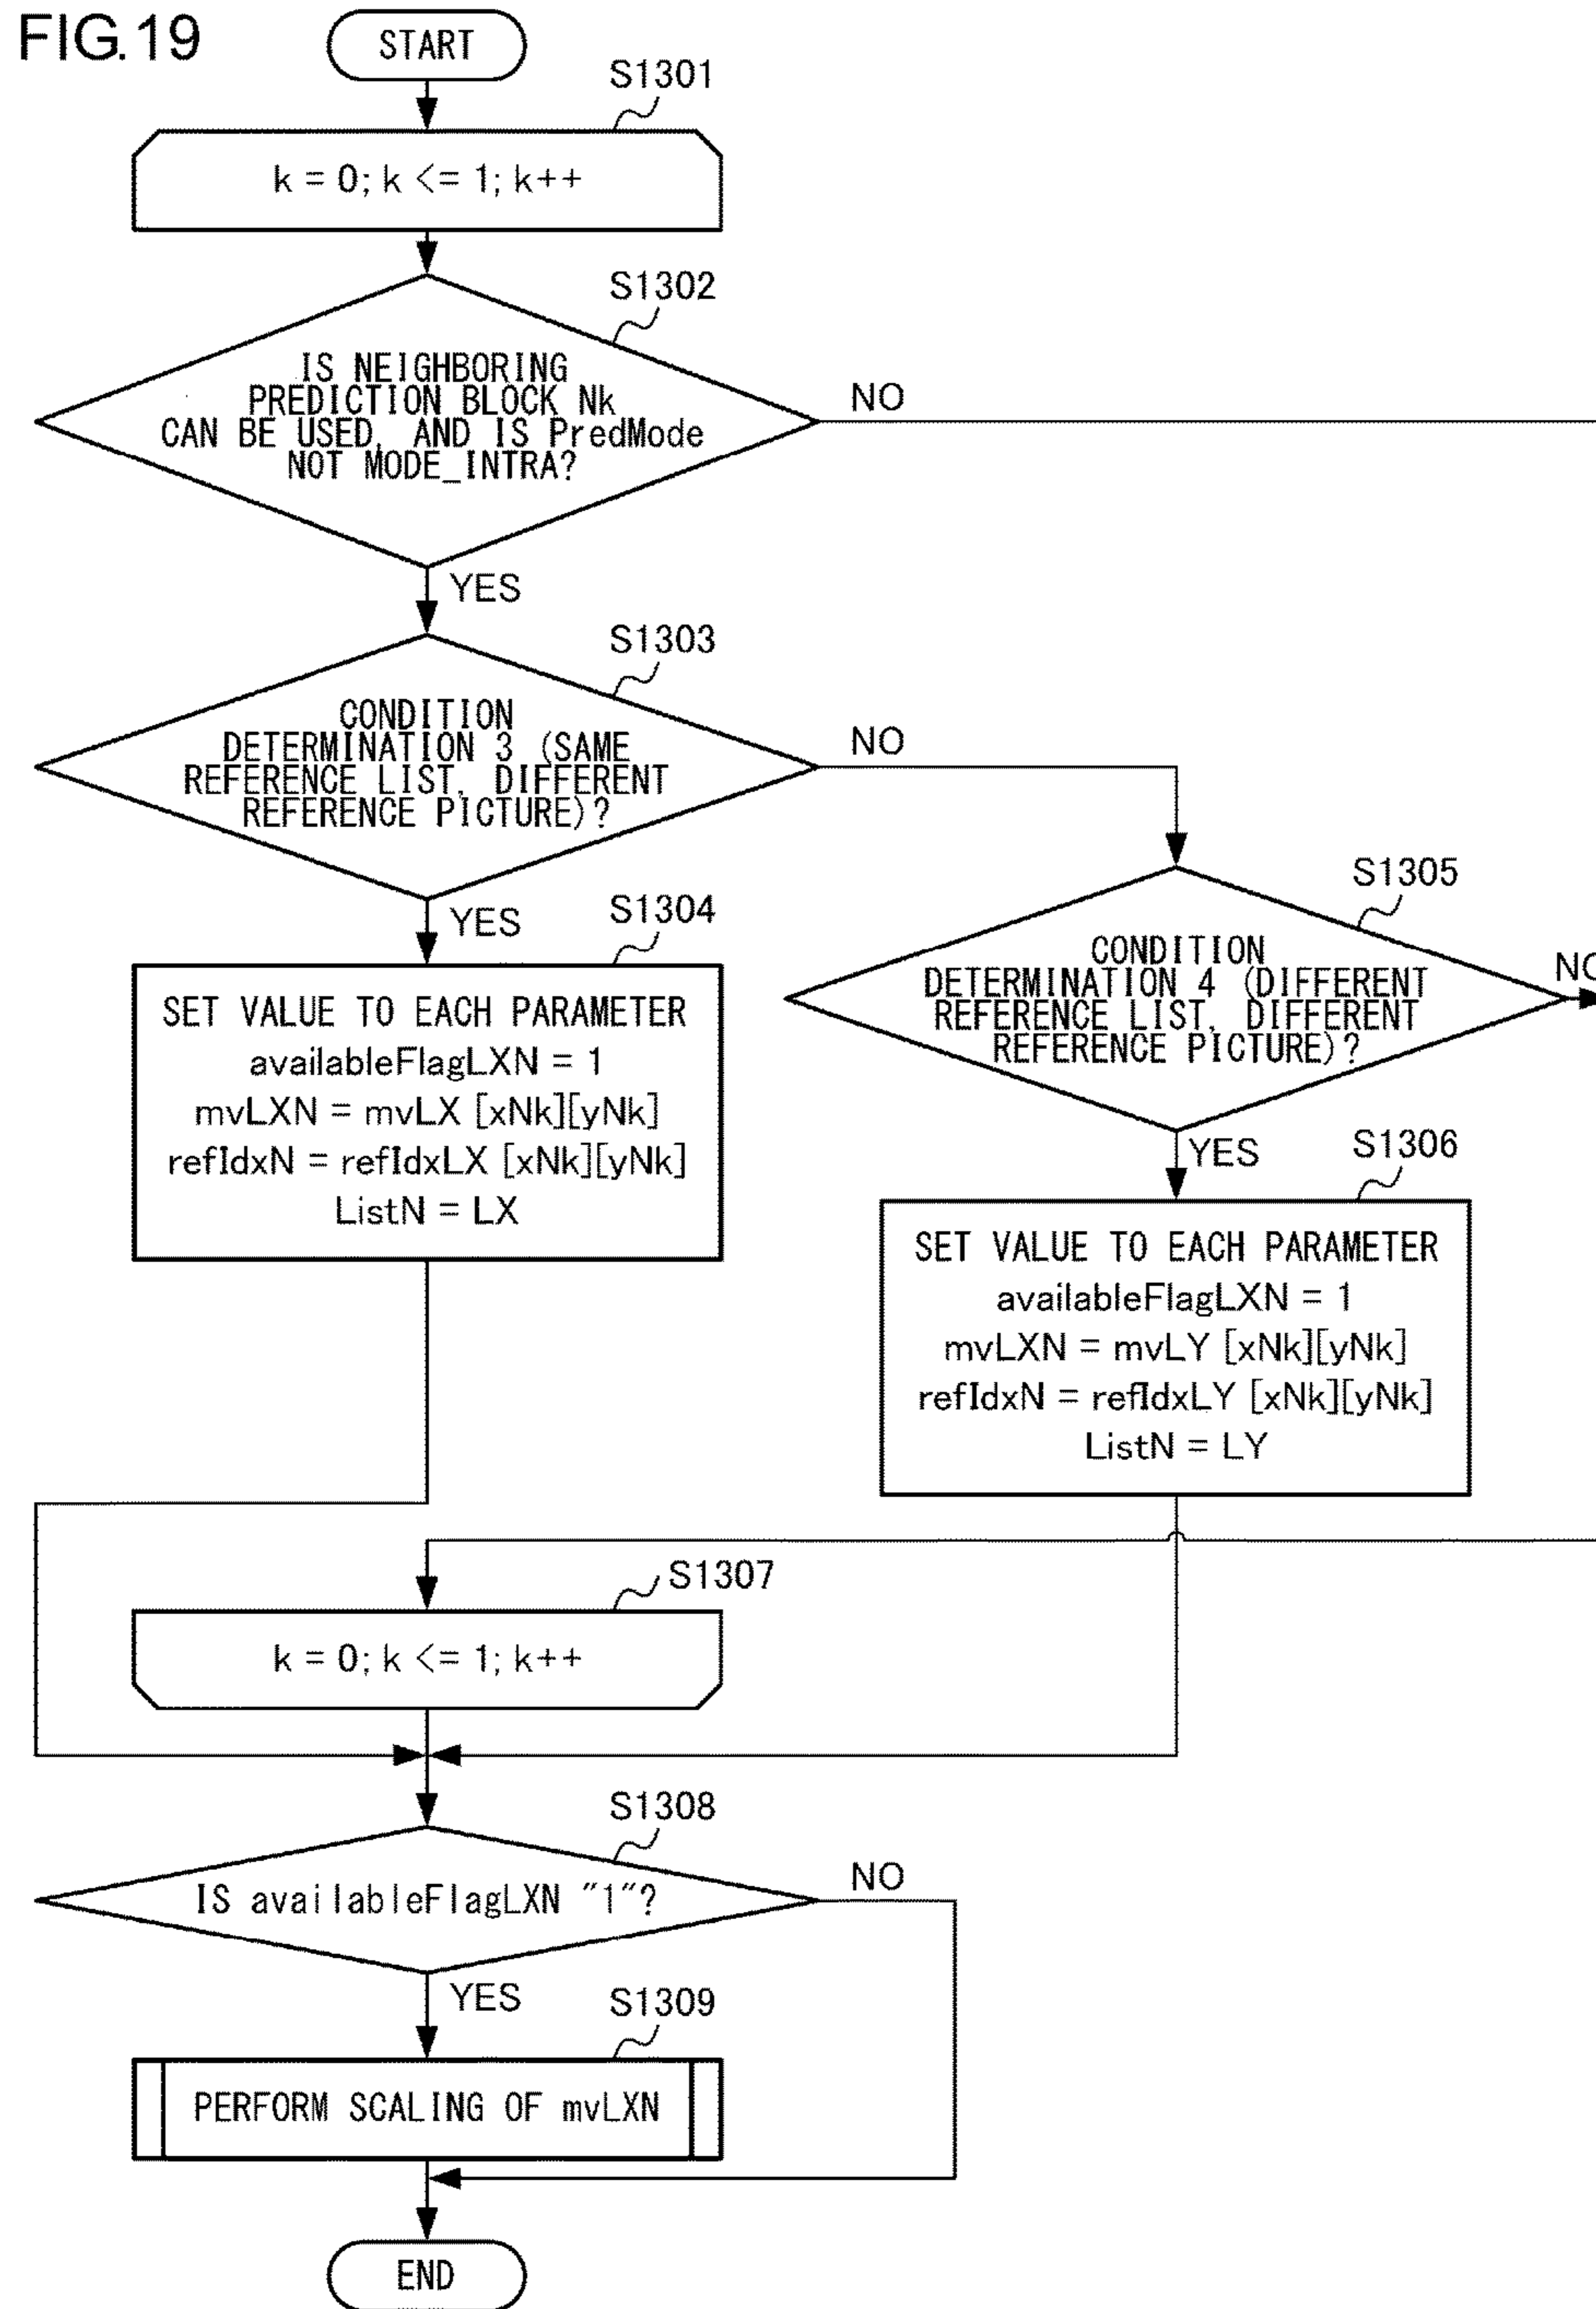 FIG.19
START
S1301
k = 0; k <= 1; k++
S1302
IS NEIGHBORING
PREDICTION BLOCK Nk
CAN BE USED, AND IS PredMode
NOT MODE_INTRA?
NO
YES
S1303
CONDITION
DETERMINATION 3 (SAME
REFERENCE LIST, DIFFERENT
REFERENCE PICTURE)?
NO
YES
S1304
SET VALUE TO EACH PARAMETER
availableFlagLXN = 1
mvLXN = mvLX [xNk][yNk]
refIdxN = refIdxLX [xNk][yNk]
ListN = LX
S1305
CONDITION
DETERMINATION 4 (DIFFERENT
REFERENCE LIST, DIFFERENT
REFERENCE PICTURE)?
NO
YES
S1306
SET VALUE TO EACH PARAMETER
availableFlagLXN = 1
mvLXN = mvLY [xNk][yNk]
refIdxN = refIdxLY [xNk][yNk]
ListN = LY
S1307
k = 0; k <= 1; k++
S1308
IS availableFlagLXN "1"?
NO
YES
S1309
PERFORM SCALING OF mvLXN
END